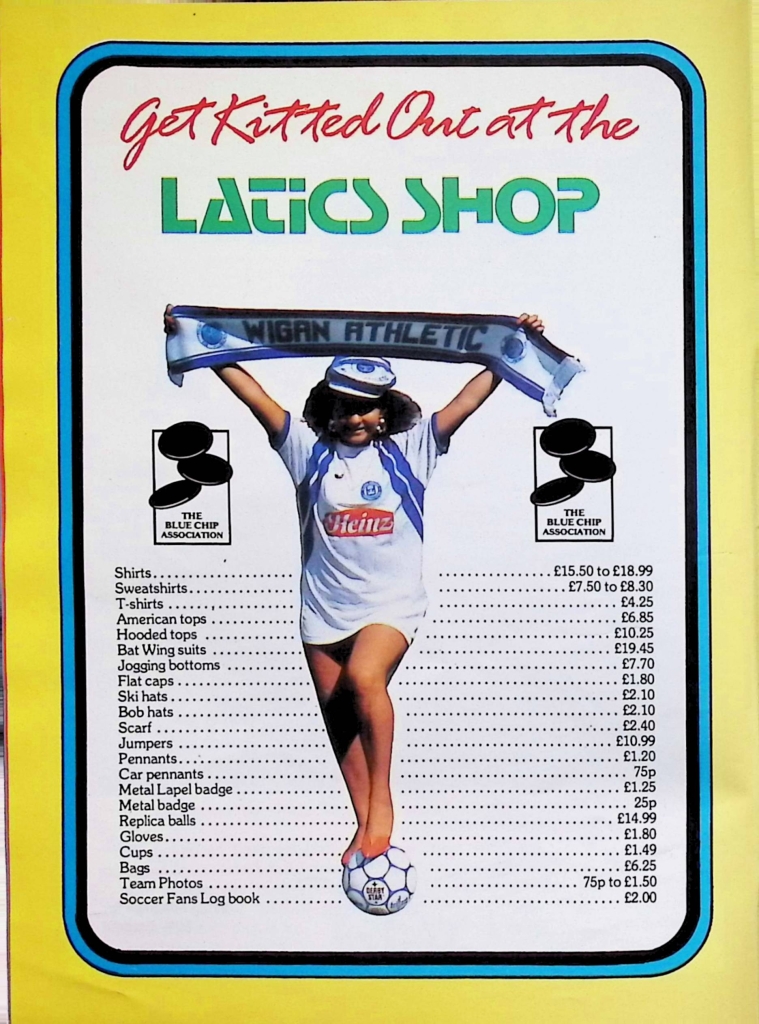 Get Kitted Out at the
LATICS SHOP
WIGAN ATHLETIC
Heinz
THE
BLUE CHIP
ASSOCIATION
THE
BLUE CHIP
ASSOCIATION
Shirts........................£15.50 to £18.99
Sweatshirts........................£7.50 to £8.30
T-shirts........................£4.25
American tops........................£6.85
Hooded tops........................£10.25
Bat Wing suits........................£19.45
Jogging bottoms........................£7.70
Flat caps........................£1.80
Ski hats........................£2.10
Bob hats........................£2.10
Scarf........................£2.40
Jumpers........................£10.99
Pennants........................£1.20
Car pennants........................75p
Metal Lapel badge........................£1.25
Metal badge........................25p
Replica balls........................£14.99
Gloves........................£1.80
Cups........................£1.49
Bags........................£6.25
Team Photos........................75p to £1.50
Soccer Fans Log book........................£2.00
DERBY
STAR